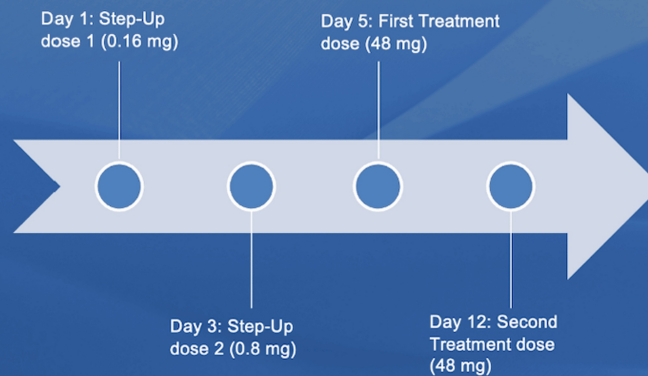 Day 1: Step-Up
dose 1 (0.16 mg)
Day 3: Step-Up
dose 2 (0.8 mg)
Day 5: First Treatment
dose (48 mg)
Day 12: Second
Treatment dose
(48 mg)